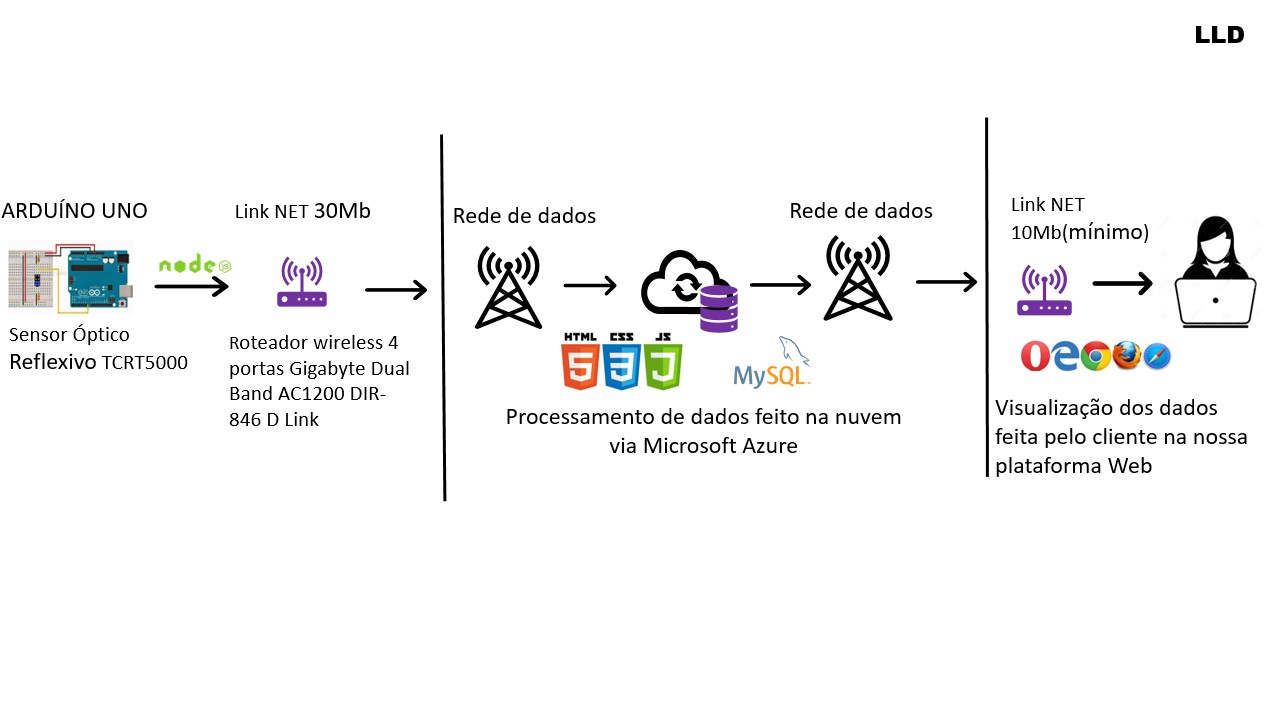 LLD
ARDUÍNO UNO
node
JS
Sensor Óptico
Reflexivo TCRT5000
Link NET 30Mb
Roteador wireless 4
portas Gigabyte Dual
Band AC1200 DIR-
846 D Link
Rede de dados
Rede de dados
HTML CSS JS
5 3
MySQL
Processamento de dados feito na nuvem
via Microsoft Azure
Link NET
10Mb(mínimo)
Visualização dos dados
feita pelo cliente na nossa
plataforma Web